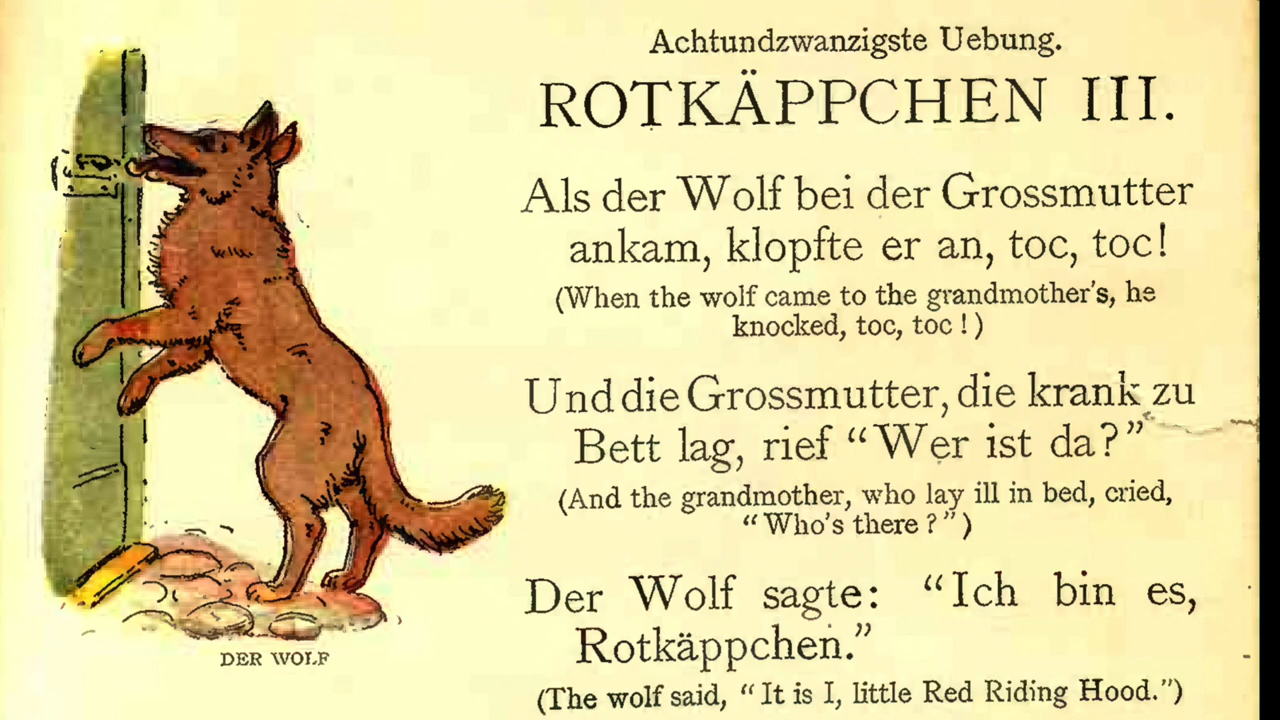 Achtundzwanzigste Uebung.
ROTKÄPPCHEN III.
Als der Wolf bei der Grossmutter
ankam, klopfte er an, toc, toc!
(When the wolf came to the grandmother's, he
knocked, toc, toc !)
Und die Grossmutter, die krank zu
Bett lag, rief “Wer ist da?”
(And the grandmother, who lay ill in bed, cried,
“Who's there ?”)
Der Wolf sagte: “Ich bin es,
Rotkäppchen.”
(The wolf said, “It is I, little Red Riding Hood.”)
DER WOLF